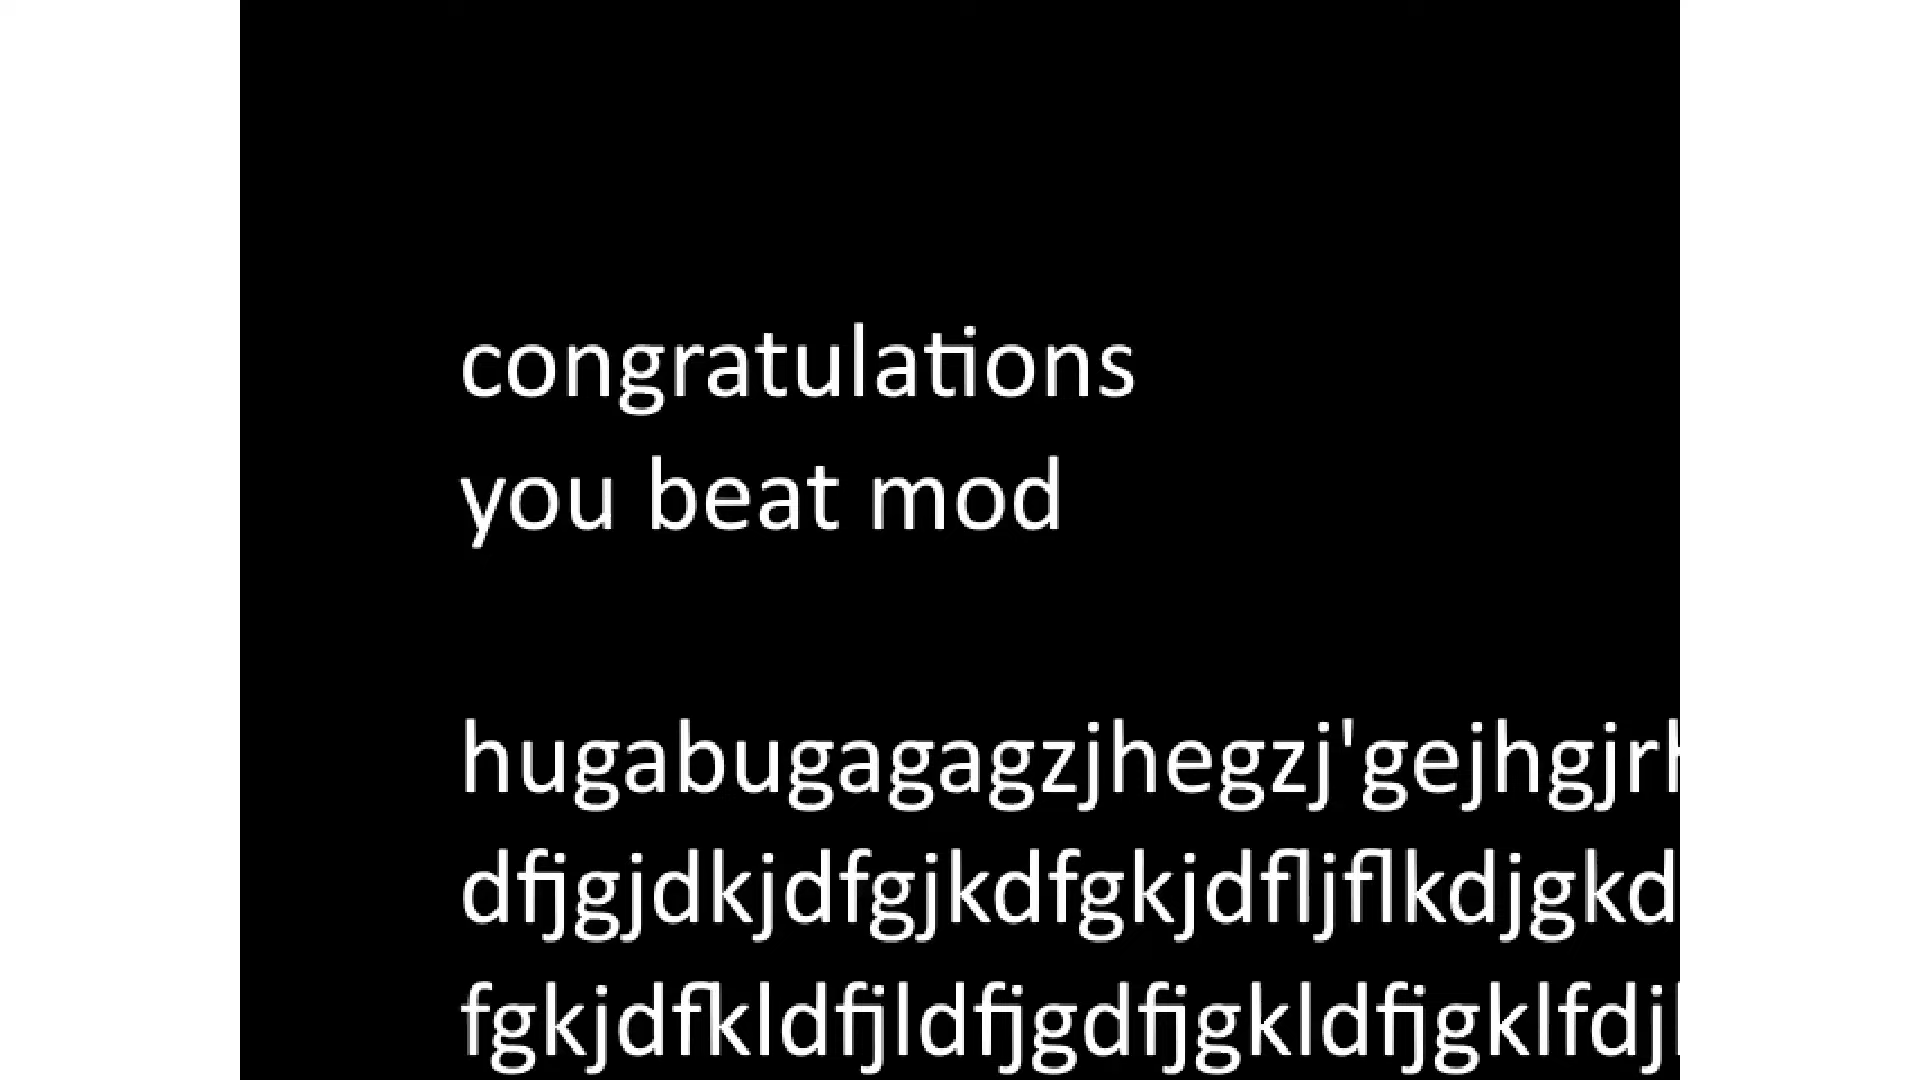 congratulations
you beat mod
hugabugagagzjhegzj'gejhgjr
dfjgjdkjdfgjkdfgkjdfljflkdjgkd
fgkjdfkldfjldfjgdfjgkldfjgklfdj